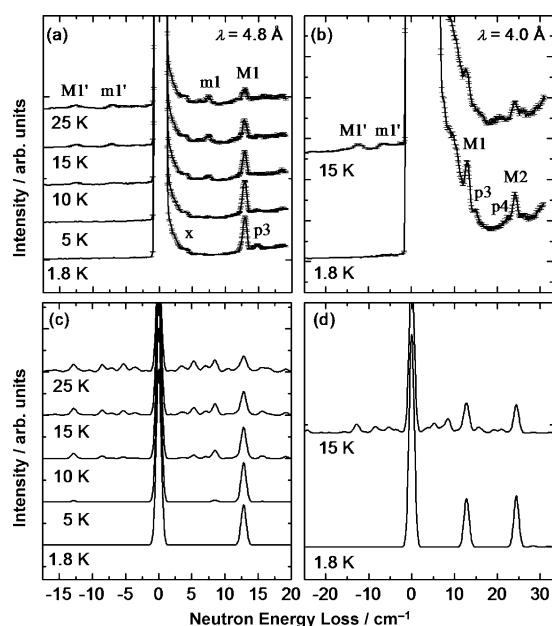 (a)
λ = 4.8 Å
M1' m1'
m1
M1
25 K
15 K
10 K
5 K
1.8 K
x
p3
Intensity / arb. units
(b)
λ = 4.0 Å
M1' m1'
15 K
M1
p3
p4
M2
1.8 K
Intensity / arb. units
(c)
25 K
15 K
10 K
5 K
1.8 K
-15 -10 -5 0 5 10 15 20
Intensity / arb. units
(d)
15 K
1.8 K
-20 -10 0 10 20 30
Neutron Energy Loss / cm⁻¹